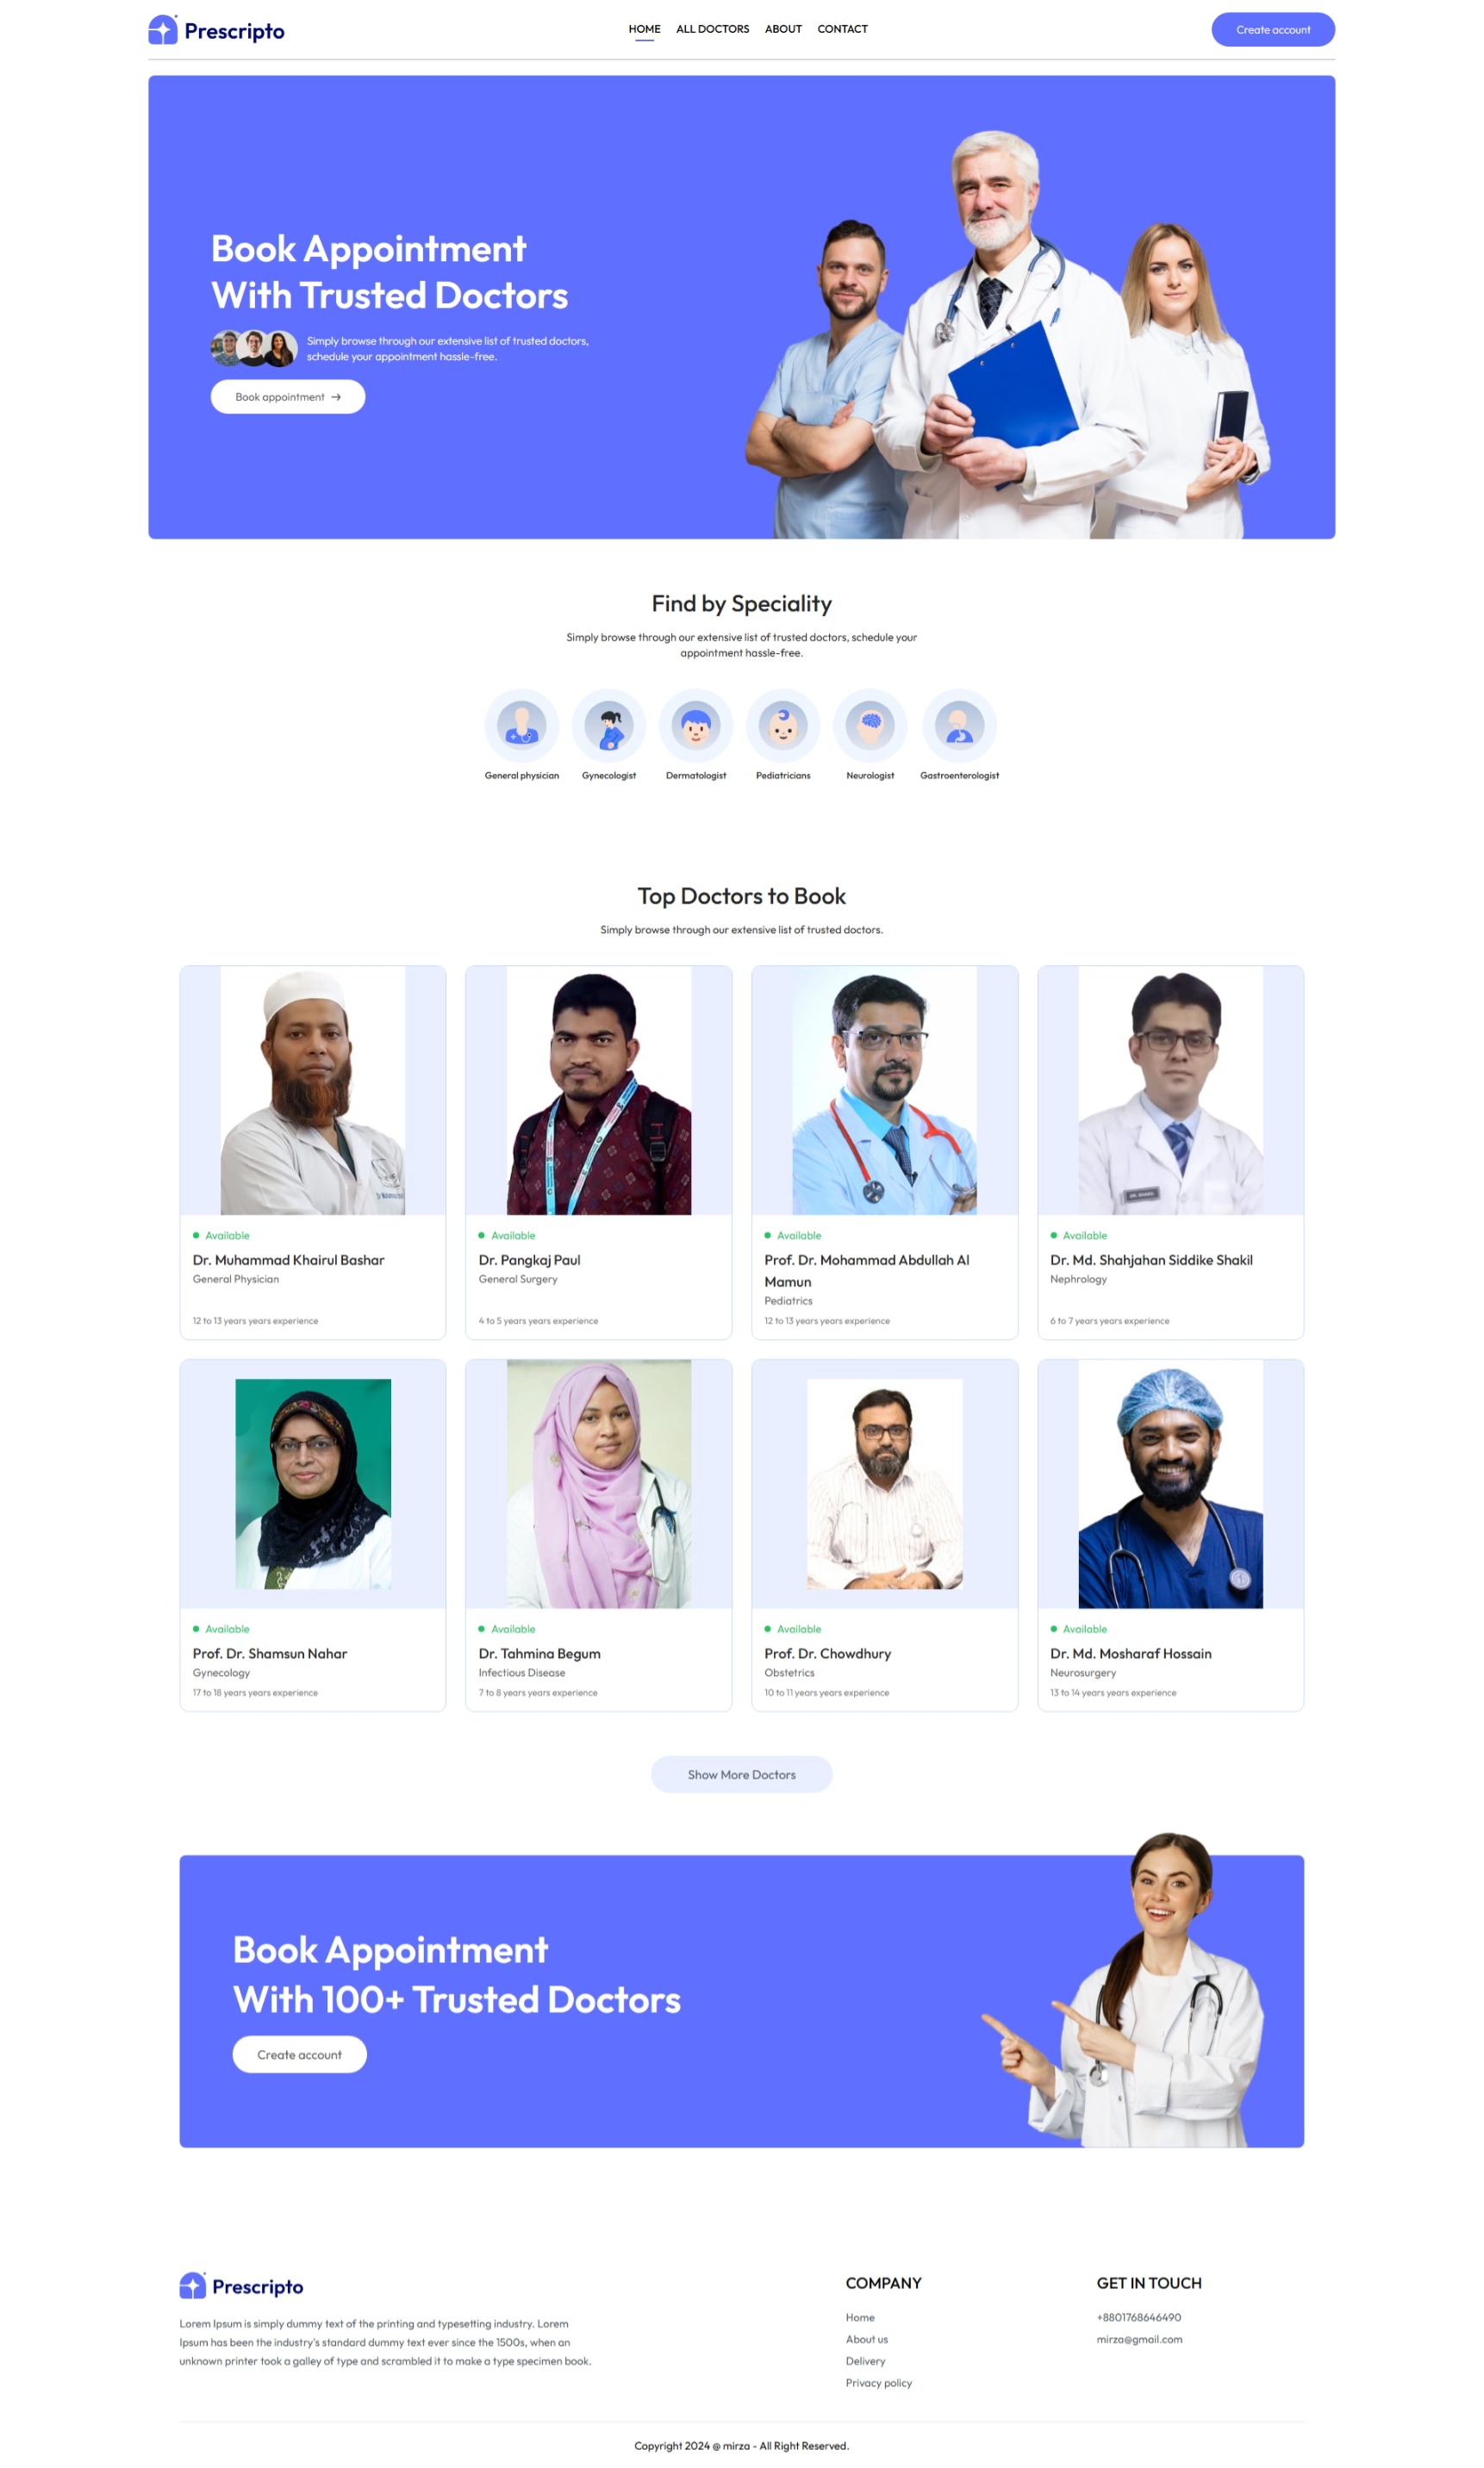 Prescripto
HOME
ALL DOCTORS
ABOUT
CONTACT
Create account
Book Appointment
With Trusted Doctors
Simply browse through our extensive list of trusted doctors,
schedule your appointment hassle-free.
Book appointment →
Find by Speciality
Simply browse through our extensive list of trusted doctors, schedule your
appointment hassle-free.
General physician
Gynecologist
Dermatologist
Pediatricians
Neurologist
Gastroenterologist
Top Doctors to Book
Simply browse through our extensive list of trusted doctors.
Available
Dr. Muhammad Khairul Bashar
General Physician
12 to 13 years years experience
Available
Dr. Pangkaj Paul
General Surgery
4 to 5 years years experience
Available
Prof. Dr. Mohammad Abdullah Al
Mamun
Pediatrics
12 to 13 years years experience
DR. SHAKIL
Available
Dr. Md. Shahjahan Siddike Shakil
Nephrology
6 to 7 years years experience
Available
Prof. Dr. Shamsun Nahar
Gynecology
17 to 18 years years experience
Available
Dr. Tahmina Begum
Infectious Disease
7 to 8 years years experience
Available
Prof. Dr. Chowdhury
Obstetrics
10 to 11 years years experience
Available
Dr. Md. Mosharaf Hossain
Neurosurgery
13 to 14 years years experience
Show More Doctors
Book Appointment
With 100+ Trusted Doctors
Create account
Prescripto
Lorem Ipsum is simply dummy text of the printing and typesetting industry. Lorem
Ipsum has been the industry's standard dummy text ever since the 1500s, when an
unknown printer took a galley of type and scrambled it to make a type specimen book.
COMPANY
Home
About us
Delivery
Privacy policy
GET IN TOUCH
+8801768646490
mirza@gmail.com
Copyright 2024 @ mirza - All Right Reserved.